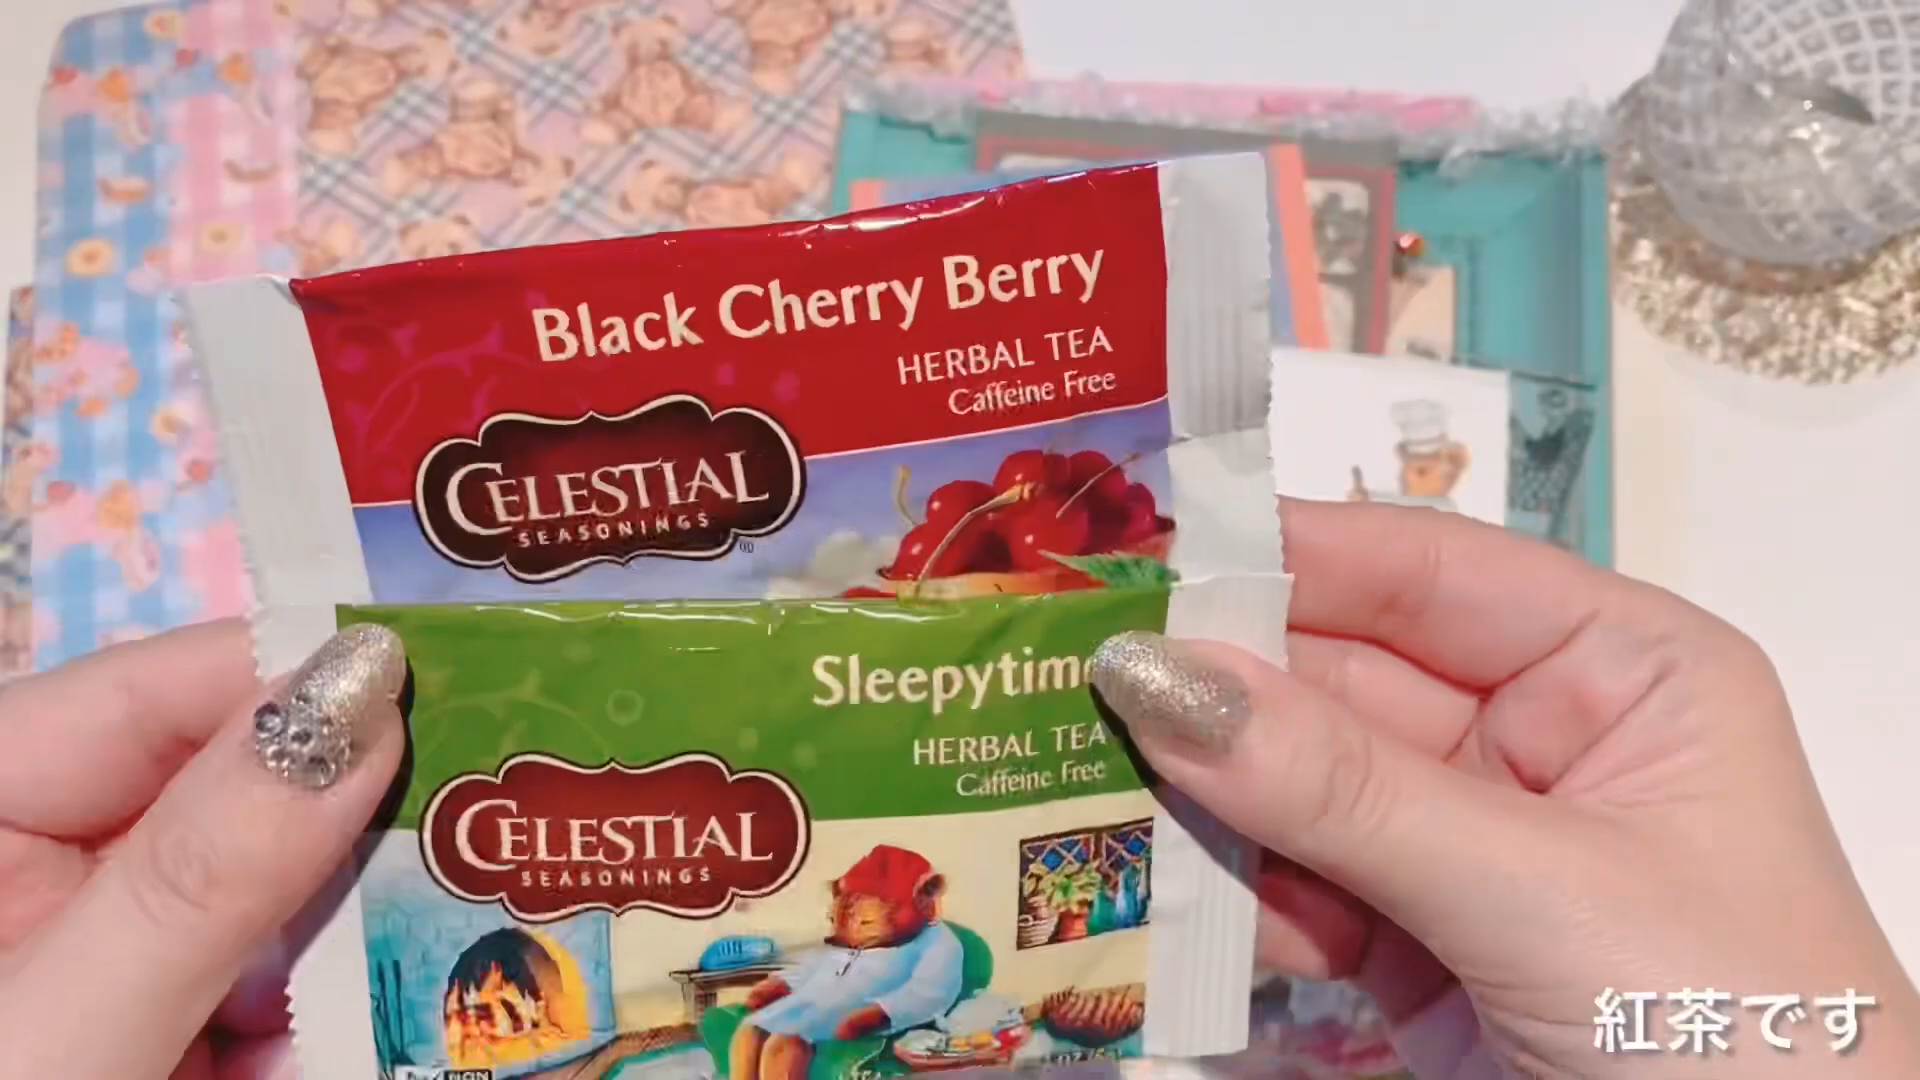 Black Cherry Berry
HERBAL TEA
Caffeine Free
CELESTIAL
SEASONINGS
Sleepytime
HERBAL TEA
Caffeine Free
CELESTIAL
SEASONINGS
紅茶です